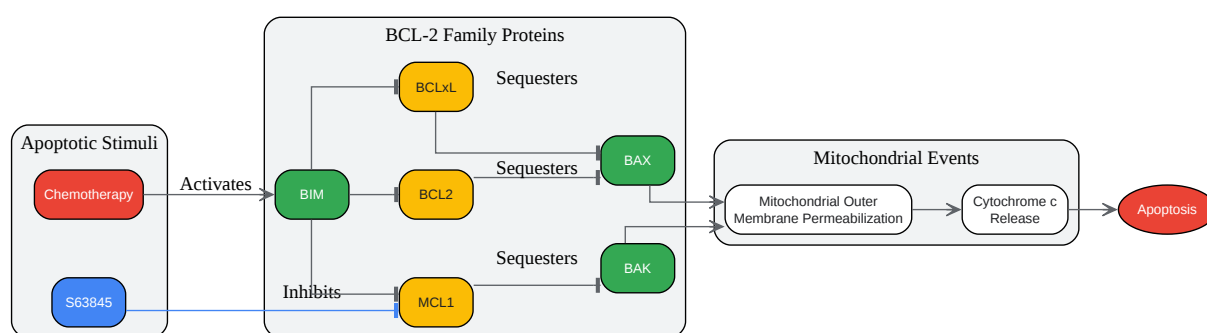 BCL-2 Family Proteins
BCLxL
Sequesters
Apoptotic Stimuli
Chemotherapy
Activates
BIM
BCL2
Sequesters
BAX
Mitochondrial Events
Mitochondrial Outer
Membrane Permeabilization
Cytochrome c
Release
Apoptosis
Sequesters
BAK
S63845
Inhibits
MCL1